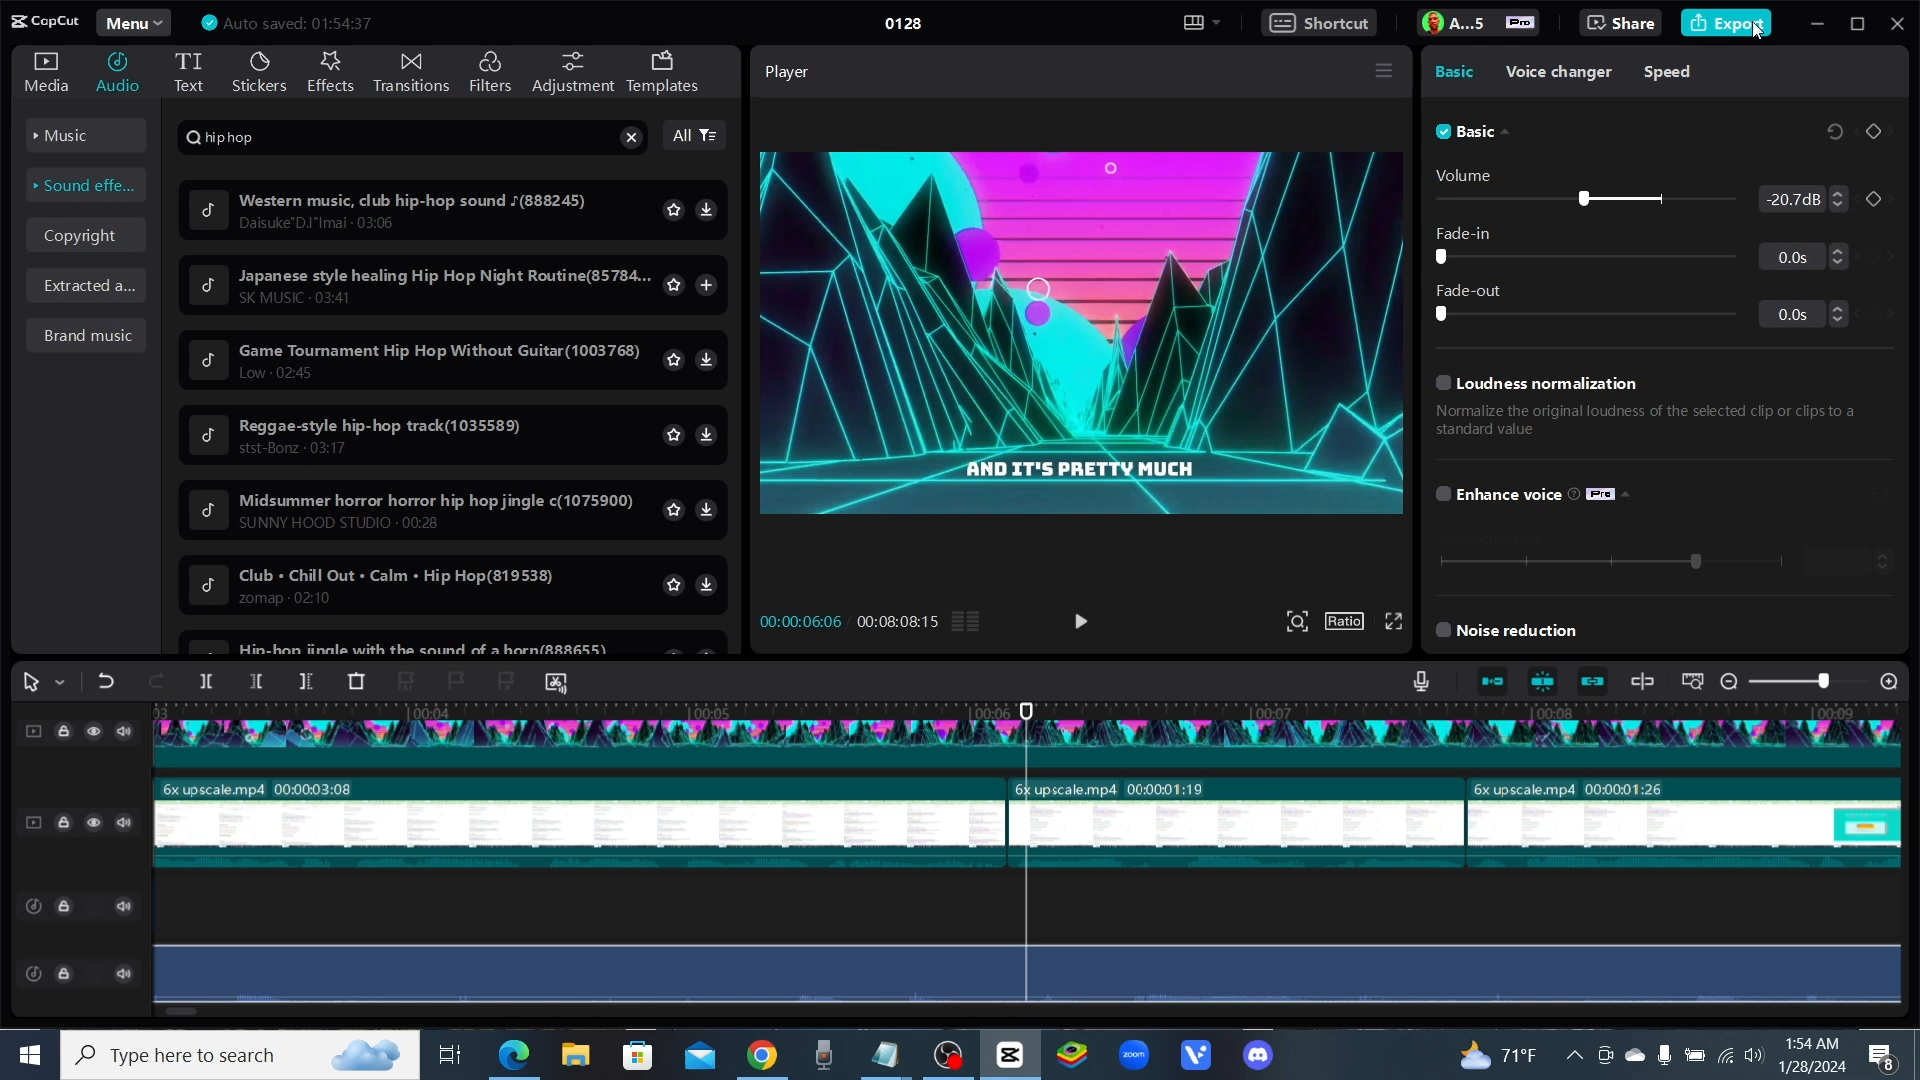 CapCut
Menu
Auto saved: 01:54:37
0128
Shortcut
A...5
Pro
Share
Export
Media
Audio
Text
Stickers
Effects
Transitions
Filters
Adjustment
Templates
Music
Sound effe...
Copyright
Extracted a...
Brand music
hip hop
All
Western music, club hip-hop sound ♪(888245)
Daisuke"D.I"Imai · 03:06
Japanese style healing Hip Hop Night Routine(85784...
SK MUSIC · 03:41
Game Tournament Hip Hop Without Guitar(1003768)
Low · 02:45
Reggae-style hip-hop track(1035589)
stst-Bonz · 03:17
Midsummer horror horror hip hop jingle c(1075900)
SUNNY HOOD STUDIO · 00:28
Club • Chill Out • Calm • Hip Hop(819538)
zomap · 02:10
Hip-hop jingle with the sound of a horn(888655)
Player
AND IT'S PRETTY MUCH
00:00:06:06 / 00:08:08:15
Ratio
Basic
Voice changer
Speed
Basic
Volume
-20.7dB
Fade-in
0.0s
Fade-out
0.0s
Loudness normalization
Normalize the original loudness of the selected clip or clips to a
standard value
Enhance voice
Pro
Noise reduction
03
00:04
00:05
00:06
00:07
00:08
00:09
6x upscale.mp4 00:00:03:08
6x upscale.mp4 00:00:01:19
6x upscale.mp4 00:00:01:26
Type here to search
zoom
71°F
1:54 AM
1/28/2024
8